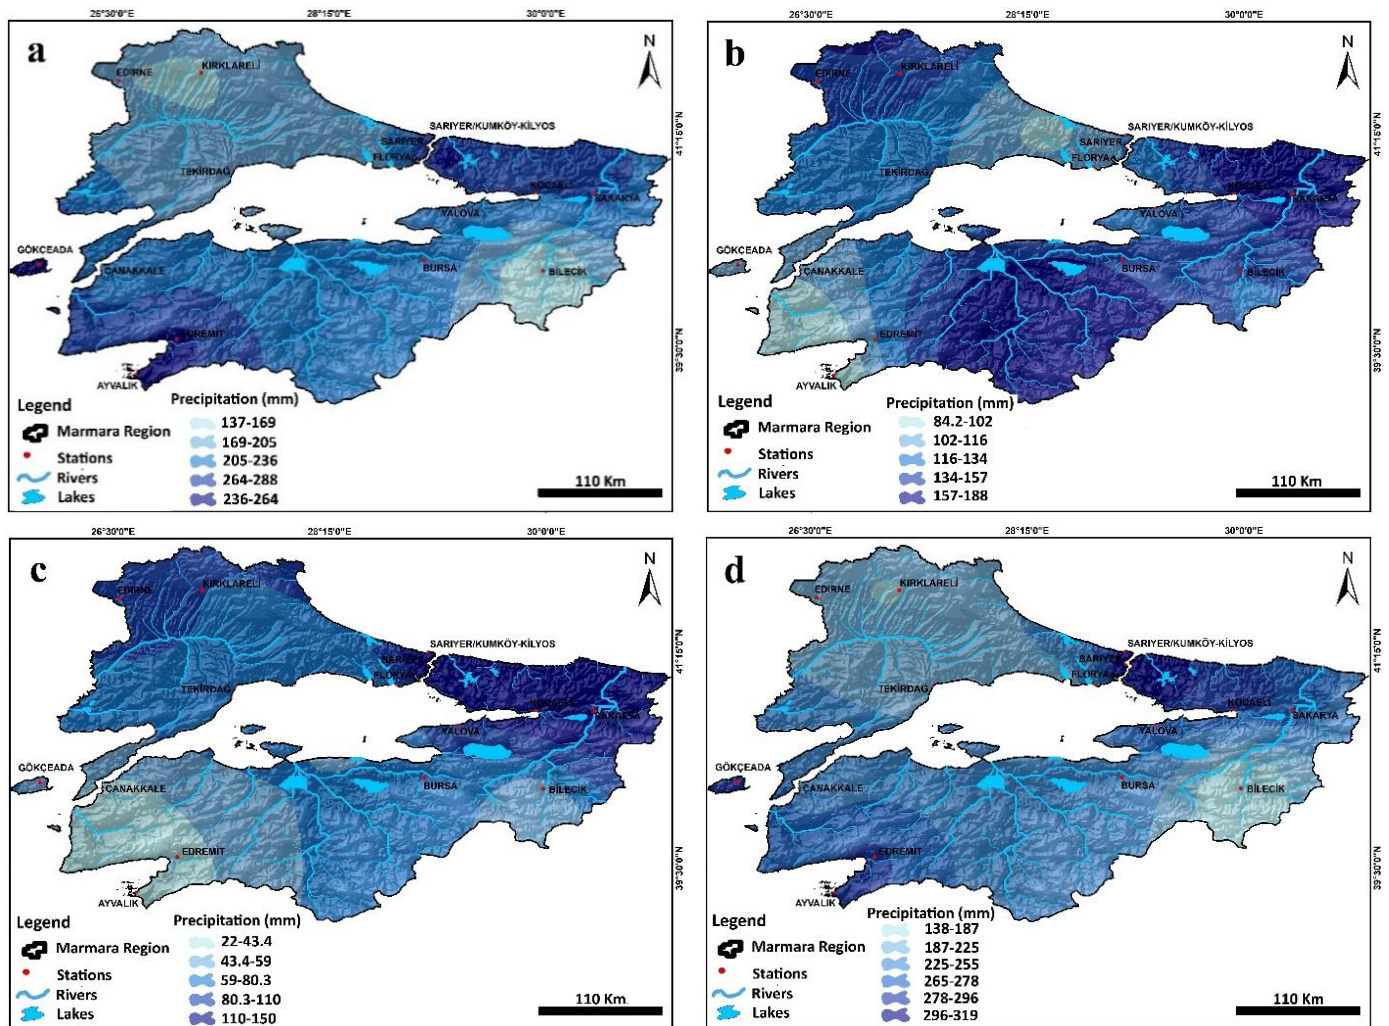 26°30'0"E 28°15'0"E 30°0'0"E
a
N
EDİRNE
KIRKLARELİ
SARIYER/KUMKÖY-KİLYOS
SARIYER
FLORYA
TEKİRDAĞ
KOCAELİ
SAKARYA
YALOVA
GÖKÇEADA
ÇANAKKALE
BURSA
BİLECİK
EDREMİT
AYVALIK
41°15'0"N
39°30'0"N
Legend
Marmara Region
Stations
Rivers
Lakes
Precipitation (mm)
137-169
169-205
205-236
264-288
236-264
110 Km
26°30'0"E 28°15'0"E 30°0'0"E
b
N
EDİRNE
KIRKLARELİ
SARIYER/KUMKÖY-KİLYOS
SARIYER
FLORYA
TEKİRDAĞ
KOCAELİ
SAKARYA
YALOVA
GÖKÇEADA
ÇANAKKALE
BURSA
BİLECİK
EDREMİT
AYVALIK
41°15'0"N
39°30'0"N
Legend
Marmara Region
Stations
Rivers
Lakes
Precipitation (mm)
84.2-102
102-116
116-134
134-157
157-188
110 Km
26°30'0"E 28°15'0"E 30°0'0"E
c
N
EDİRNE
KIRKLARELİ
SARIYER/KUMKÖY-KİLYOS
SARIYER
FLORYA
TEKİRDAĞ
KOCAELİ
SAKARYA
YALOVA
GÖKÇEADA
ÇANAKKALE
BURSA
BİLECİK
EDREMİT
AYVALIK
41°15'0"N
39°30'0"N
Legend
Marmara Region
Stations
Rivers
Lakes
Precipitation (mm)
22-43.4
43.4-59
59-80.3
80.3-110
110-150
110 Km
26°30'0"E 28°15'0"E 30°0'0"E
d
N
EDİRNE
KIRKLARELİ
SARIYER/KUMKÖY-KİLYOS
SARIYER
FLORYA
TEKİRDAĞ
KOCAELİ
SAKARYA
YALOVA
GÖKÇEADA
ÇANAKKALE
BURSA
BİLECİK
EDREMİT
AYVALIK
41°15'0"N
39°30'0"N
Legend
Marmara Region
Stations
Rivers
Lakes
Precipitation (mm)
138-187
187-225
225-255
265-278
278-296
296-319
110 Km